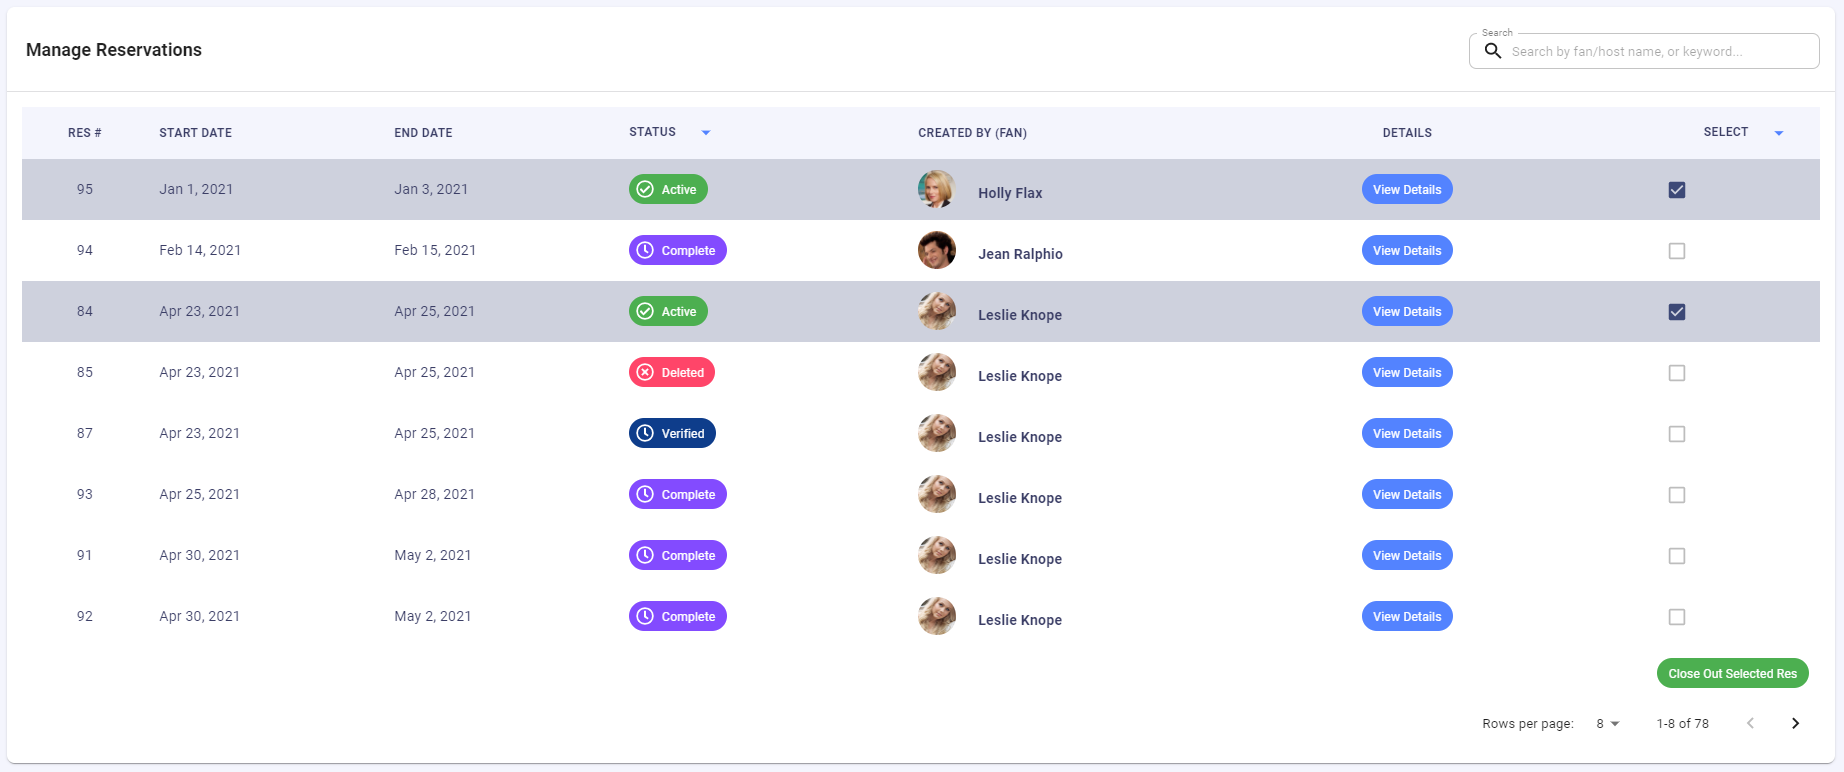 Manage Reservations
Search
Search by fan/host name, or keyword...
RES # START DATE END DATE STATUS CREATED BY (FAN) DETAILS SELECT
95 Jan 1, 2021 Jan 3, 2021 Active Holly Flax View Details
94 Feb 14, 2021 Feb 15, 2021 Complete Jean Ralphio View Details
84 Apr 23, 2021 Apr 25, 2021 Active Leslie Knope View Details
85 Apr 23, 2021 Apr 25, 2021 Deleted Leslie Knope View Details
87 Apr 23, 2021 Apr 25, 2021 Verified Leslie Knope View Details
93 Apr 25, 2021 Apr 28, 2021 Complete Leslie Knope View Details
91 Apr 30, 2021 May 2, 2021 Complete Leslie Knope View Details
92 Apr 30, 2021 May 2, 2021 Complete Leslie Knope View Details
Close Out Selected Res
Rows per page: 8 1-8 of 78